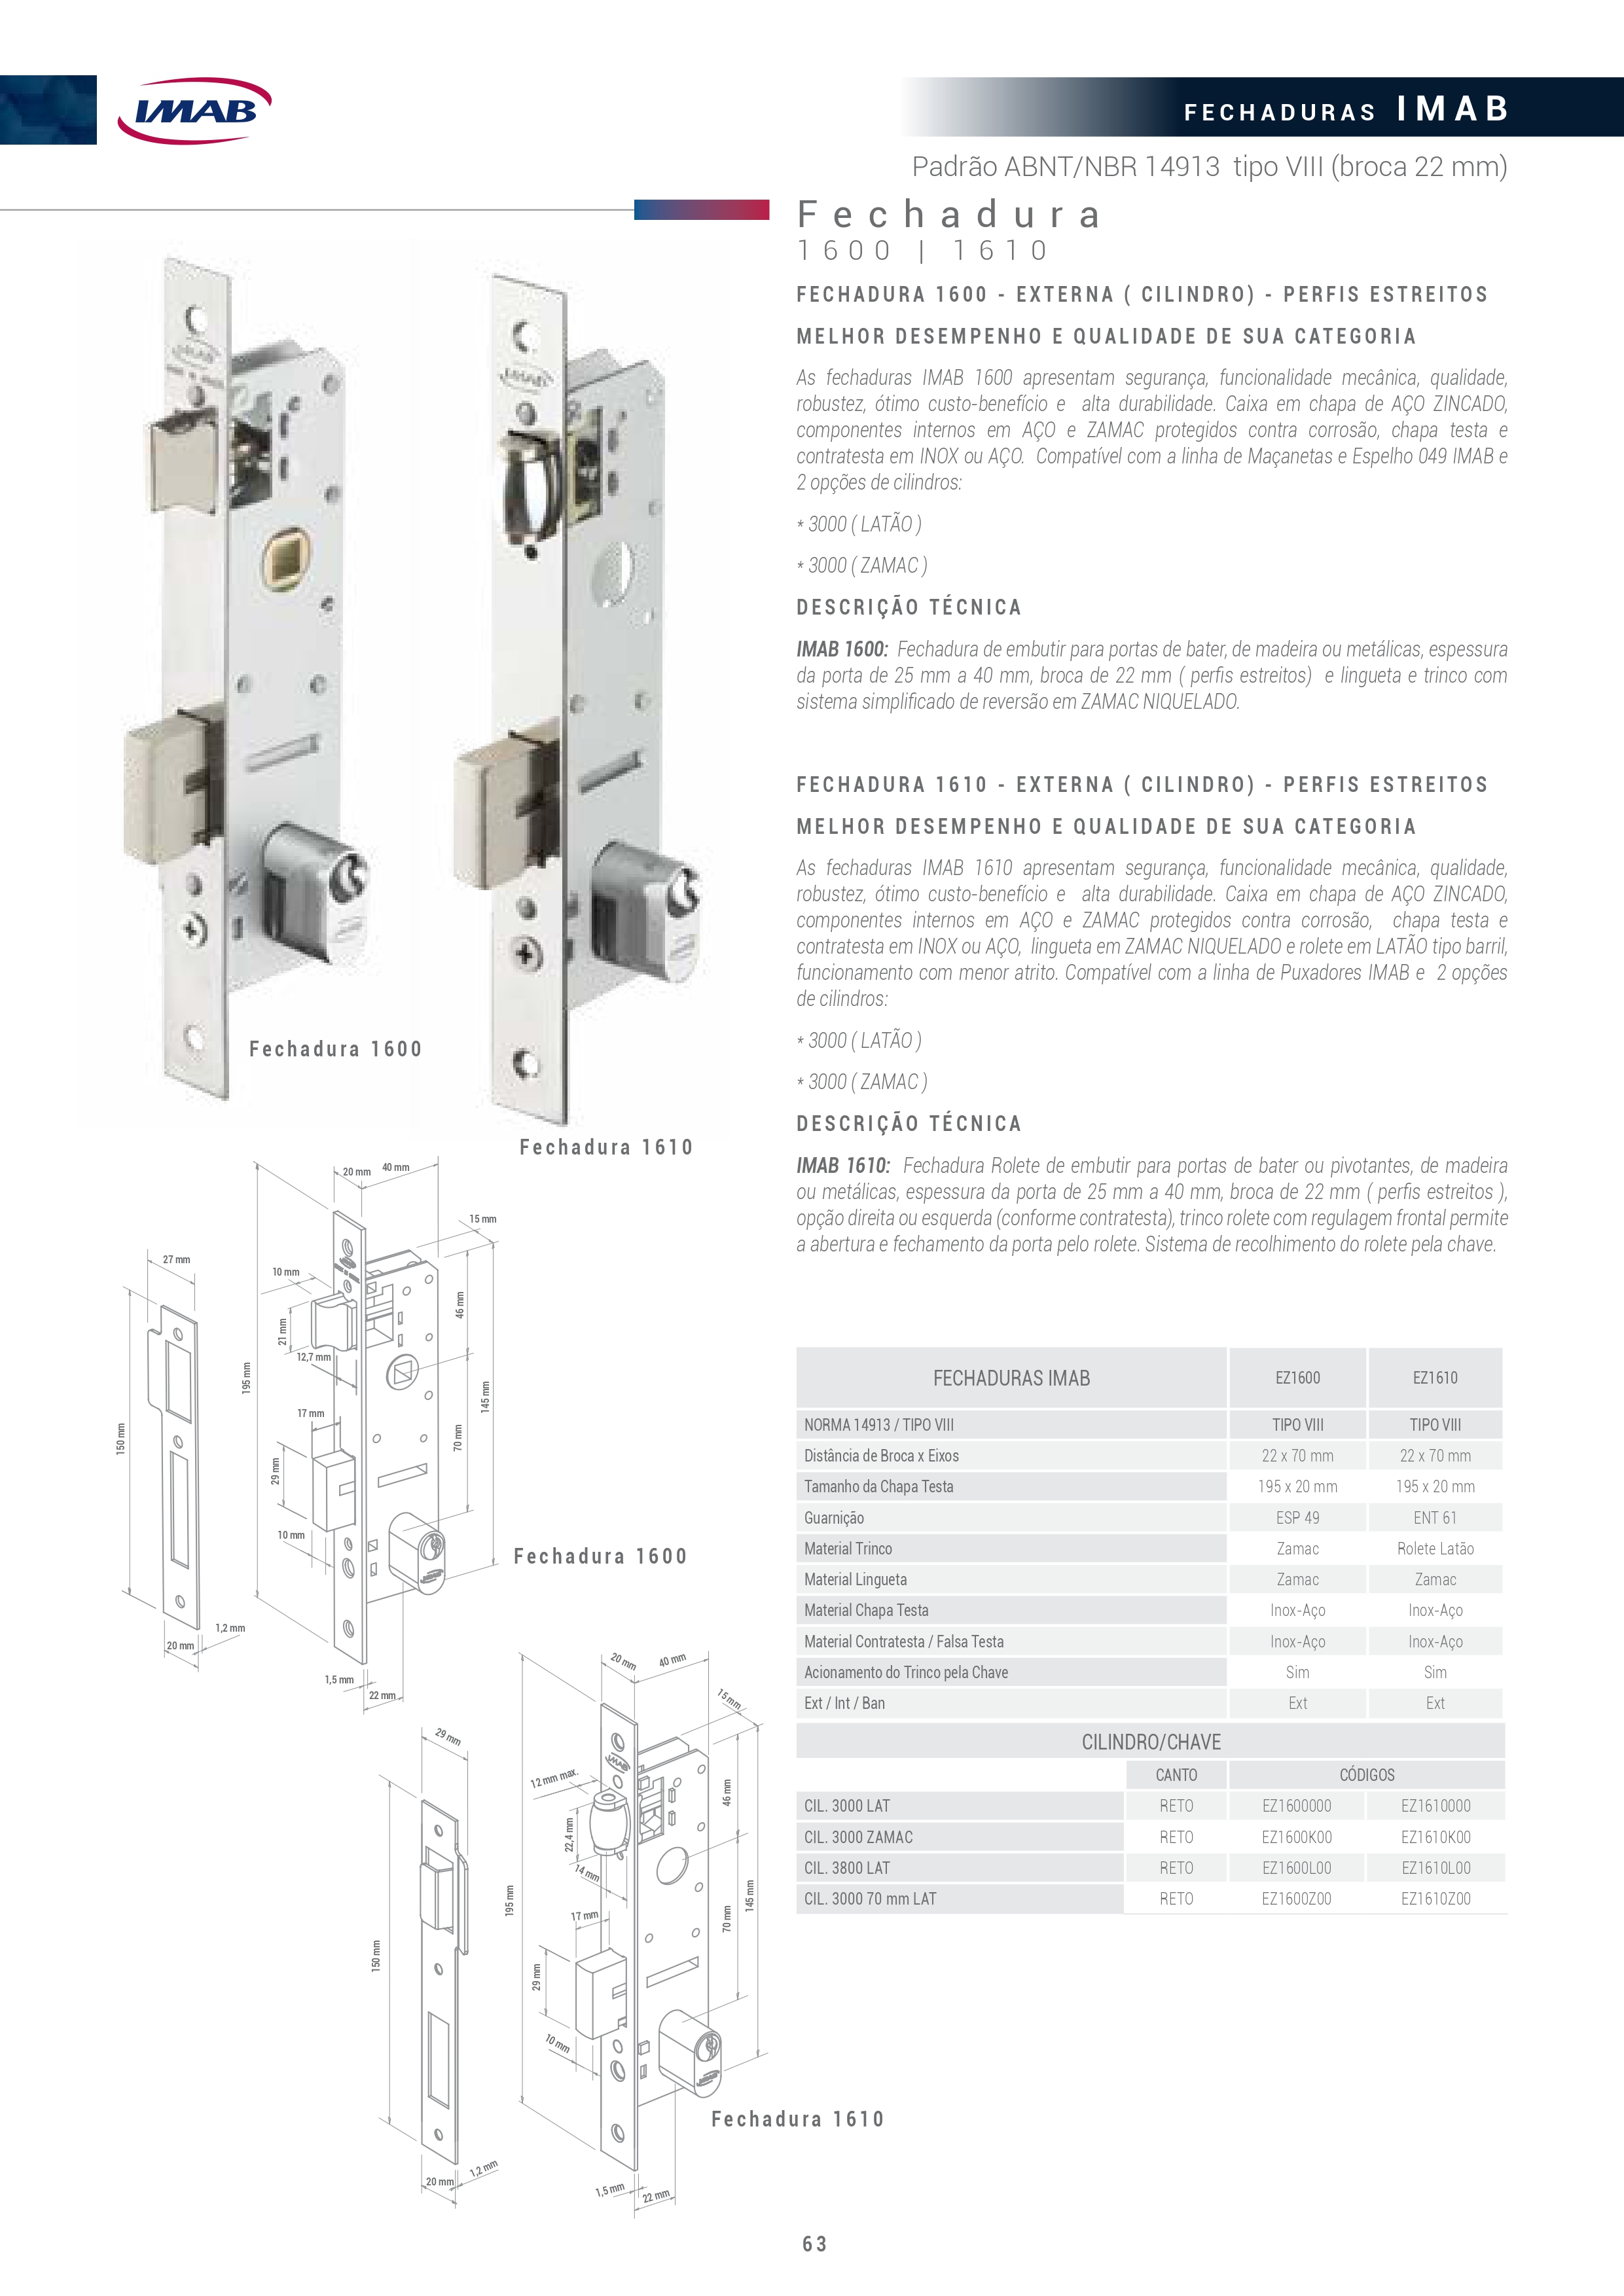 IMAB
FECHADURAS IMAB
Padrão ABNT/NBR 14913 tipo VIII (broca 22 mm)
Fechadura
1600 | 1610
FECHADURA 1600 - EXTERNA ( CILINDRO) - PERFIS ESTREITOS
MELHOR DESEMPENHO E QUALIDADE DE SUA CATEGORIA
As fechaduras IMAB 1600 apresentam segurança, funcionalidade mecânica, qualidade,
robustez, ótimo custo-benefício e alta durabilidade. Caixa em chapa de AÇO ZINCADO,
componentes internos em AÇO e ZAMAC protegidos contra corrosão, chapa testa e
contratesta em INOX ou AÇO. Compatível com a linha de Maçanetas e Espelho 049 IMAB e
2 opções de cilindros:
* 3000 ( LATÃO )
* 3000 ( ZAMAC )
DESCRIÇÃO TÉCNICA
IMAB 1600: Fechadura de embutir para portas de bater, de madeira ou metálicas, espessura
da porta de 25 mm a 40 mm, broca de 22 mm ( perfis estreitos) e lingueta e trinco com
sistema simplificado de reversão em ZAMAC NIQUELADO.
FECHADURA 1610 - EXTERNA ( CILINDRO) - PERFIS ESTREITOS
MELHOR DESEMPENHO E QUALIDADE DE SUA CATEGORIA
As fechaduras IMAB 1610 apresentam segurança, funcionalidade mecânica, qualidade,
robustez, ótimo custo-benefício e alta durabilidade. Caixa em chapa de AÇO ZINCADO,
componentes internos em AÇO e ZAMAC protegidos contra corrosão, chapa testa e
contratesta em INOX ou AÇO, lingueta em ZAMAC NIQUELADO e rolete em LATÃO tipo barril,
funcionamento com menor atrito. Compatível com a linha de Puxadores IMAB e 2 opções
de cilindros:
* 3000 ( LATÃO )
* 3000 ( ZAMAC )
DESCRIÇÃO TÉCNICA
IMAB 1610: Fechadura Rolete de embutir para portas de bater ou pivotantes, de madeira
ou metálicas, espessura da porta de 25 mm a 40 mm, broca de 22 mm ( perfis estreitos ),
opção direita ou esquerda (conforme contratesta), trinco rolete com regulagem frontal permite
a abertura e fechamento da porta pelo rolete. Sistema de recolhimento do rolete pela chave.
IMAB
IMAB
Fechadura 1600
Fechadura 1610
20 mm
40 mm
15 mm
27 mm
10 mm
46 mm
21 mm
12,7 mm
195 mm
145 mm
17 mm
150 mm
70 mm
29 mm
10 mm
Fechadura 1600
IMAB
1,2 mm
20 mm
1,5 mm
22 mm
20 mm
40 mm
15 mm
29 mm
IMAB
12 mm max.
46 mm
22,4 mm
14 mm
195 mm
145 mm
17 mm
70 mm
150 mm
29 mm
10 mm
IMAB
Fechadura 1610
1,2 mm
20 mm
1,5 mm
22 mm
FECHADURAS IMAB EZ1600 EZ1610
NORMA 14913 / TIPO VIII TIPO VIII TIPO VIII
Distância de Broca x Eixos 22 x 70 mm 22 x 70 mm
Tamanho da Chapa Testa 195 x 20 mm 195 x 20 mm
Guarnição ESP 49 ENT 61
Material Trinco Zamac Rolete Latão
Material Lingueta Zamac Zamac
Material Chapa Testa Inox-Aço Inox-Aço
Material Contratesta / Falsa Testa Inox-Aço Inox-Aço
Acionamento do Trinco pela Chave Sim Sim
Ext / Int / Ban Ext Ext
CILINDRO/CHAVE
CANTO CÓDIGOS
CIL. 3000 LAT RETO EZ1600000 EZ1610000
CIL. 3000 ZAMAC RETO EZ1600K00 EZ1610K00
CIL. 3800 LAT RETO EZ1600L00 EZ1610L00
CIL. 3000 70 mm LAT RETO EZ1600Z00 EZ1610Z00
63